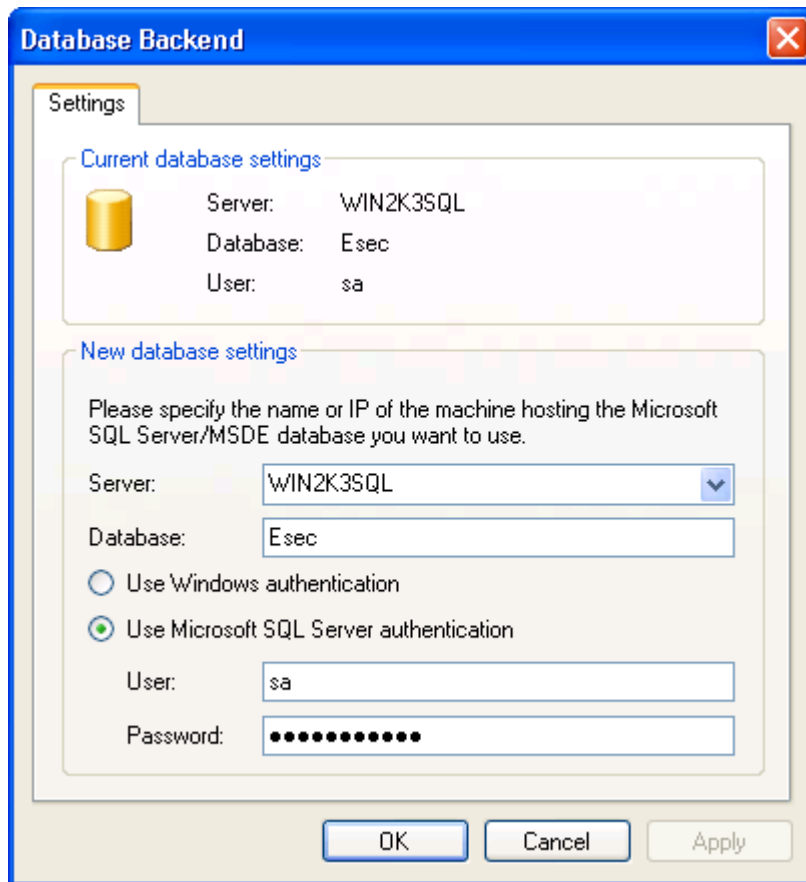 Database Backend
Settings
Current database settings
Server: WIN2K3SQL
Database: Esec
User: sa
New database settings
Please specify the name or IP of the machine hosting the Microsoft
SQL Server/MSDE database you want to use.
Server: WIN2K3SQL
Database: Esec
Use Windows authentication
Use Microsoft SQL Server authentication
User: sa
Password: ●●●●●●●●●●●
OK Cancel Apply